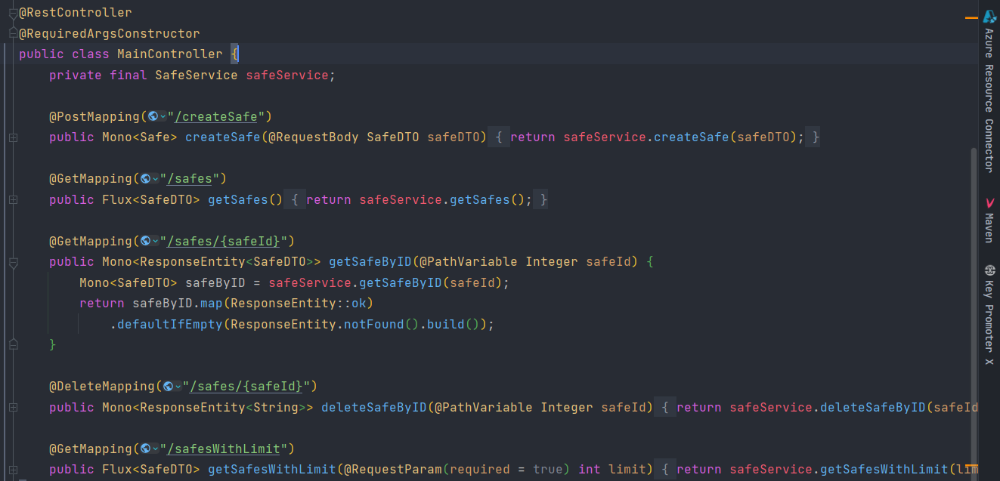 @RestController
@RequiredArgsConstructor
public class MainController {
    private final SafeService safeService;

    @PostMapping("/createSafe")
    public Mono<Safe> createSafe(@RequestBody SafeDTO safeDTO) { return safeService.createSafe(safeDTO); }

    @GetMapping("/safes")
    public Flux<SafeDTO> getSafes() { return safeService.getSafes(); }

    @GetMapping("/safes/{safeId}")
    public Mono<ResponseEntity<SafeDTO>> getSafeByID(@PathVariable Integer safeId) {
        Mono<SafeDTO> safeByID = safeService.getSafeByID(safeId);
        return safeByID.map(ResponseEntity::ok)
            .defaultIfEmpty(ResponseEntity.notFound().build());
    }

    @DeleteMapping("/safes/{safeId}")
    public Mono<ResponseEntity<String>> deleteSafeByID(@PathVariable Integer safeId) { return safeService.deleteSafeByID(safeId

    @GetMapping("/safesWithLimit")
    public Flux<SafeDTO> getSafesWithLimit(@RequestParam(required = true) int limit) { return safeService.getSafesWithLimit(lim
Azure Resource Connector
Maven
Key Promoter X